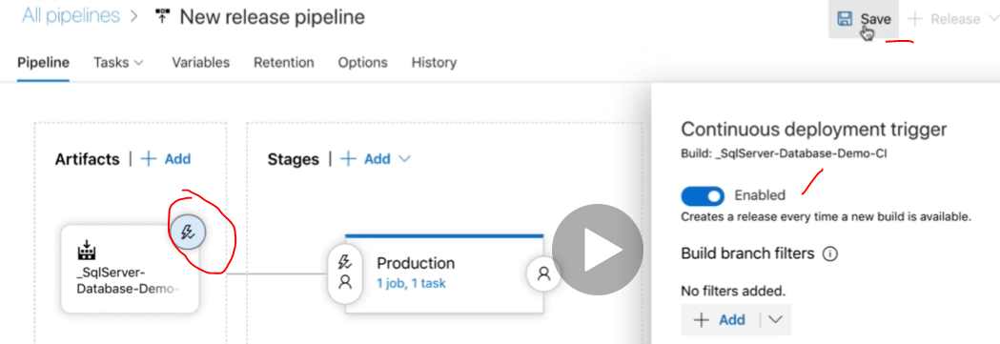 All pipelines > New release pipeline
Save
+ Release
Pipeline Tasks Variables Retention Options History
Artifacts | + Add
Stages | + Add
_SqlServer-
Database-Demo-
Production
1 job, 1 task
Continuous deployment trigger
Build: _SqlServer-Database-Demo-CI
Enabled
Creates a release every time a new build is available.
Build branch filters
No filters added.
+ Add